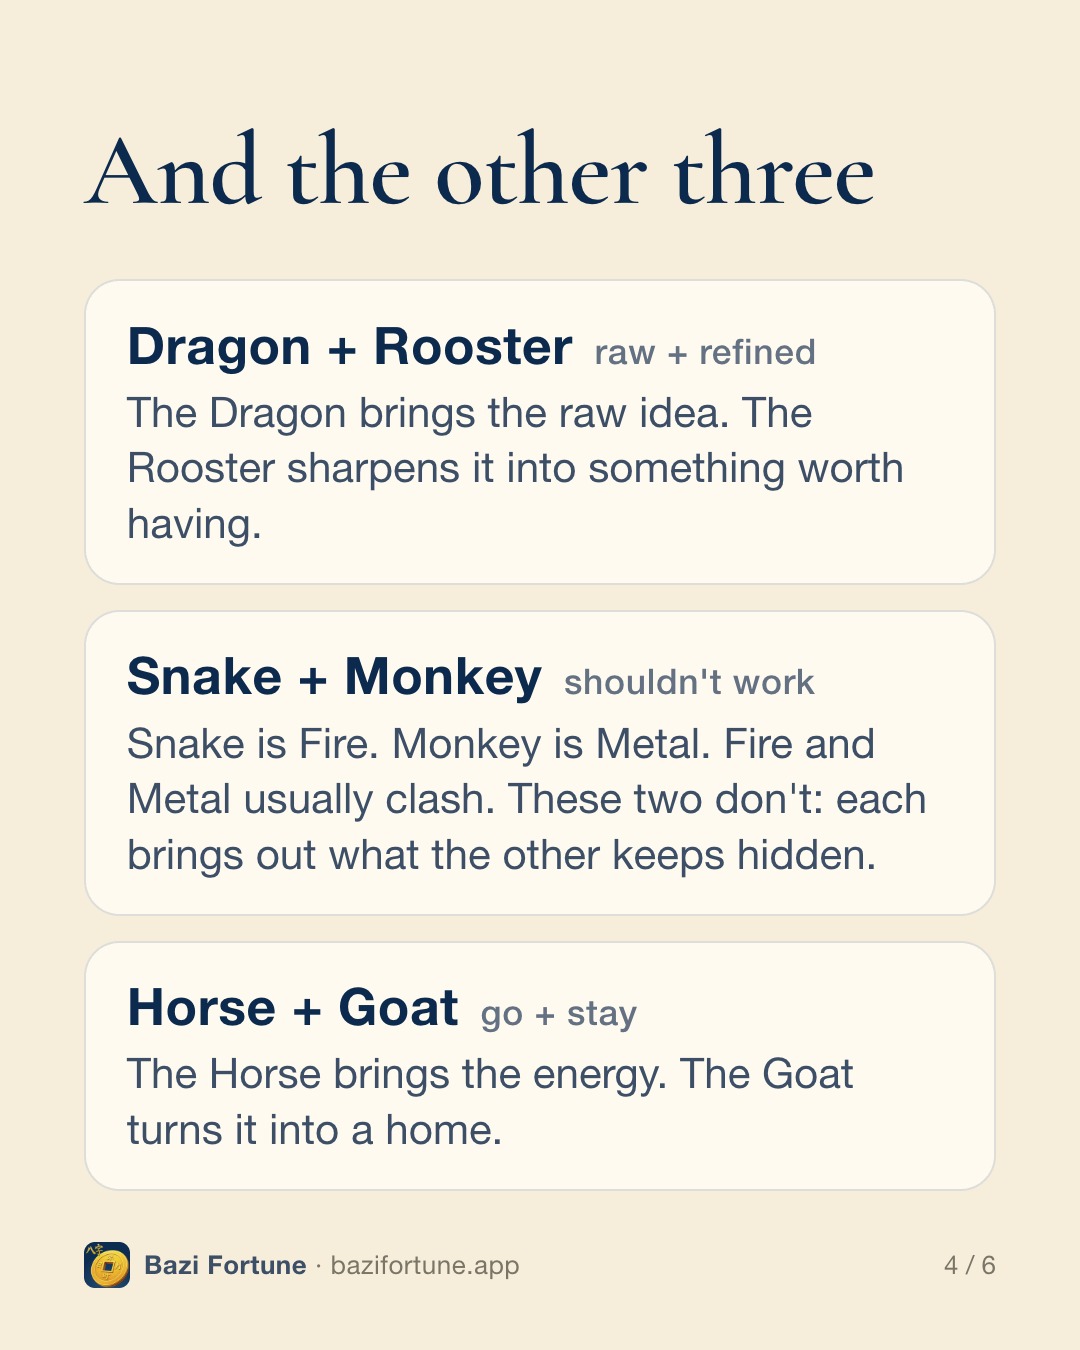 And the other three
Dragon + Rooster raw + refined
The Dragon brings the raw idea. The
Rooster sharpens it into something worth
having.
Snake + Monkey shouldn't work
Snake is Fire. Monkey is Metal. Fire and
Metal usually clash. These two don't: each
brings out what the other keeps hidden.
Horse + Goat go + stay
The Horse brings the energy. The Goat
turns it into a home.
八字
Bazi Fortune · bazifortune.app
4 / 6